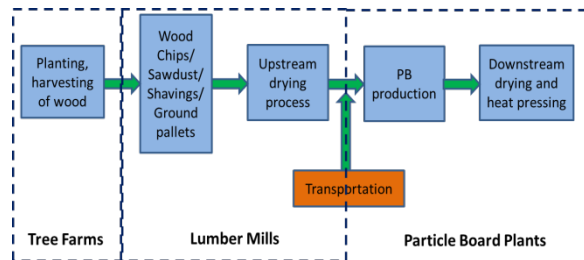 Planting,
harvesting
of wood
Wood
Chips/
Sawdust/
Shavings/
Ground
pallets
Upstream
drying
process
PB
production
Downstream
drying and
heat pressing
Transportation
Tree Farms
Lumber Mills
Particle Board Plants